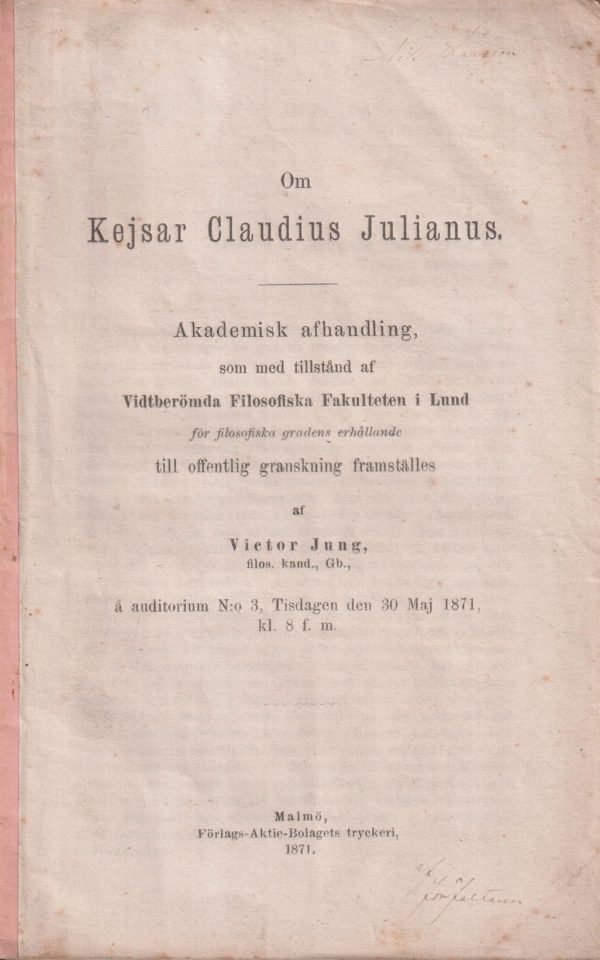 Om
Kejsar Claudius Julianus.
Akademisk afhandling,
som med tillstånd af
Vidtberömda Filosofiska Fakulteten i Lund
för filosofiska gradens erhållande
till offentlig granskning framställes
af
Victor Jung,
filos. kand., Gb.,
å auditorium N:o 3, Tisdagen den 30 Maj 1871,
kl. 8 f. m.
Malmö,
Förlags-Aktie-Bolagets tryckeri,
1871.
af
författaren